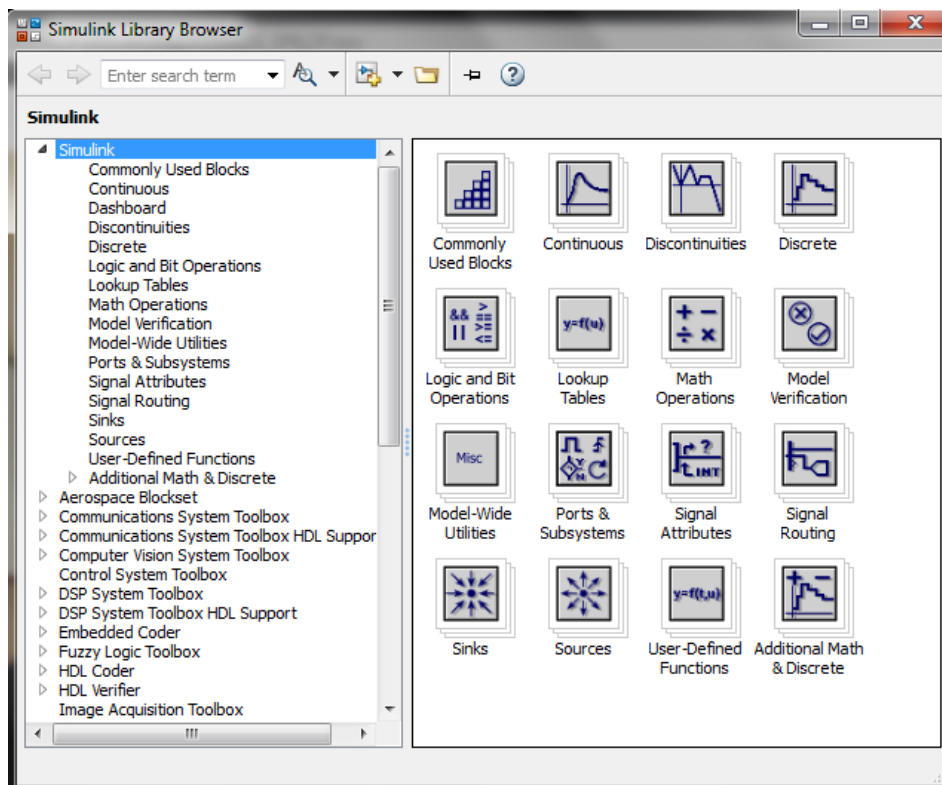 Simulink Library Browser
Enter search term
Simulink
Simulink
Commonly Used Blocks
Continuous
Dashboard
Discontinuities
Discrete
Logic and Bit Operations
Lookup Tables
Math Operations
Model Verification
Model-Wide Utilities
Ports & Subsystems
Signal Attributes
Signal Routing
Sinks
Sources
User-Defined Functions
Additional Math & Discrete
Aerospace Blockset
Communications System Toolbox
Communications System Toolbox HDL Suppor
Computer Vision System Toolbox
Control System Toolbox
DSP System Toolbox
DSP System Toolbox HDL Support
Embedded Coder
Fuzzy Logic Toolbox
HDL Coder
HDL Verifier
Image Acquisition Toolbox
Commonly
Used Blocks
Continuous
Discontinuities
Discrete
&& >
==
|| >=
<=
Logic and Bit
Operations
y=f(u)
Lookup
Tables
+ −
÷ ×
Math
Operations
Model
Verification
Misc
Model-Wide
Utilities
Y
N
Ports &
Subsystems
?
INT
Signal
Attributes
Signal
Routing
Sinks
Sources
y=f(t,u)
User-Defined
Functions
+ −
Additional Math
& Discrete